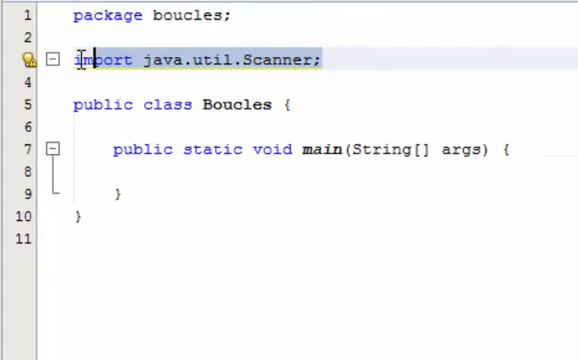 1 package boucles;
2
3 import java.util.Scanner;
4
5 public class Boucles {
6
7 public static void main(String[] args) {
8
9 }
10 }
11